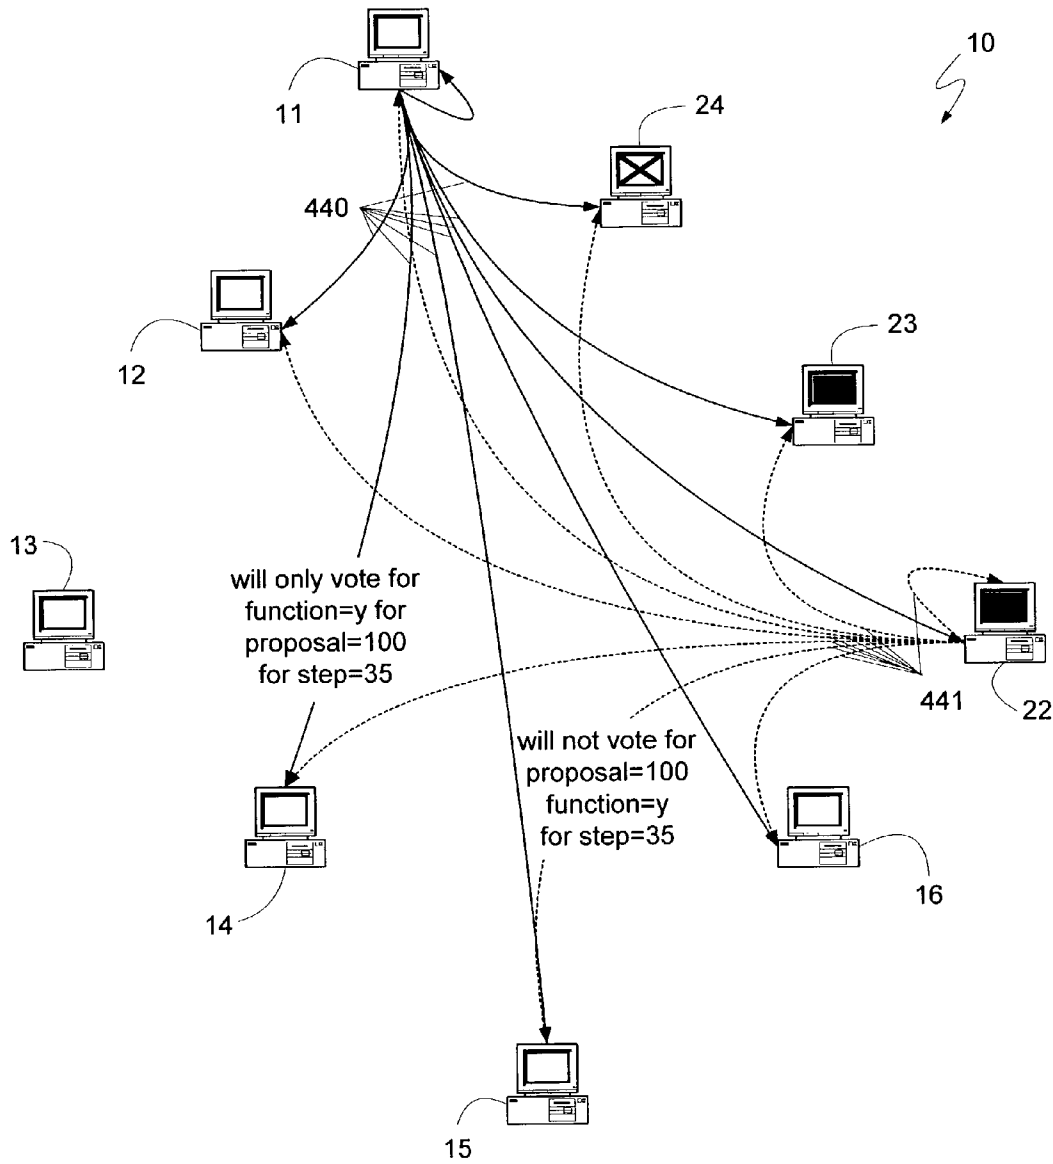 10
11
24
440
12
23
13
will only vote for
function=y for
proposal=100
for step=35
441
22
will not vote for
proposal=100
function=y
for step=35
14
16
15